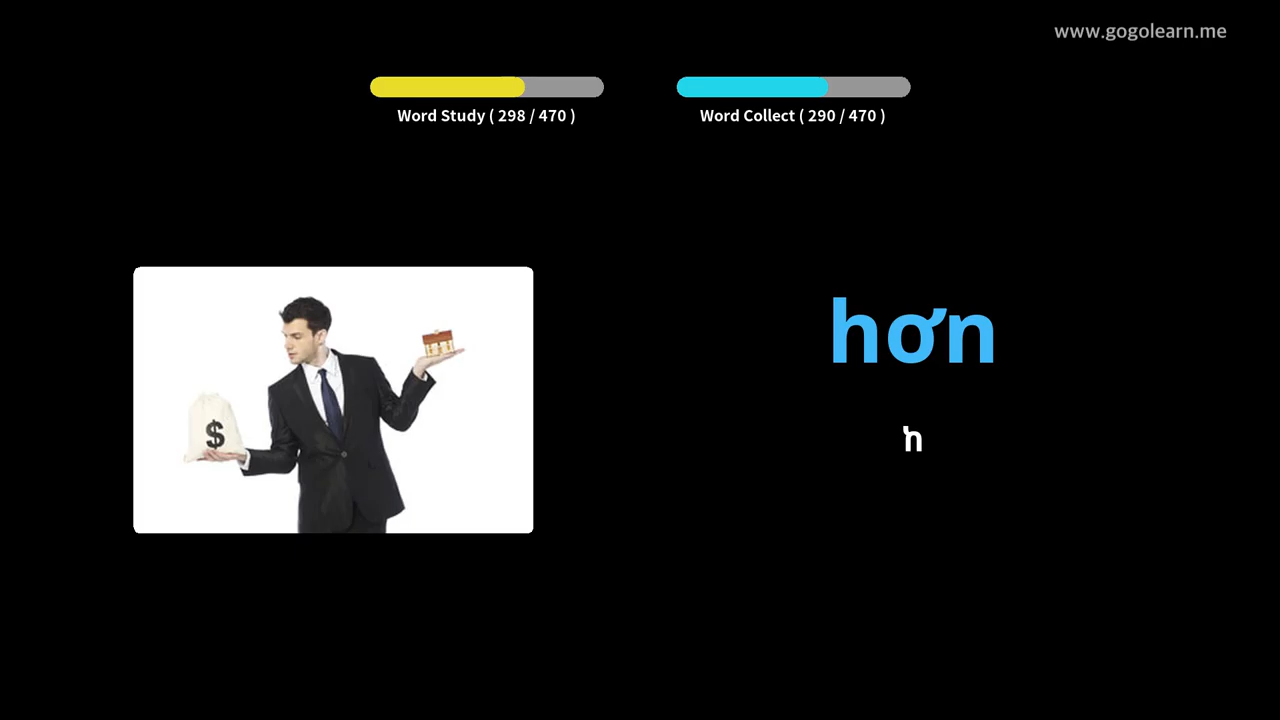 www.gogolearn.me
Word Study ( 298 / 470 )
Word Collect ( 290 / 470 )
$
hơn
ከ